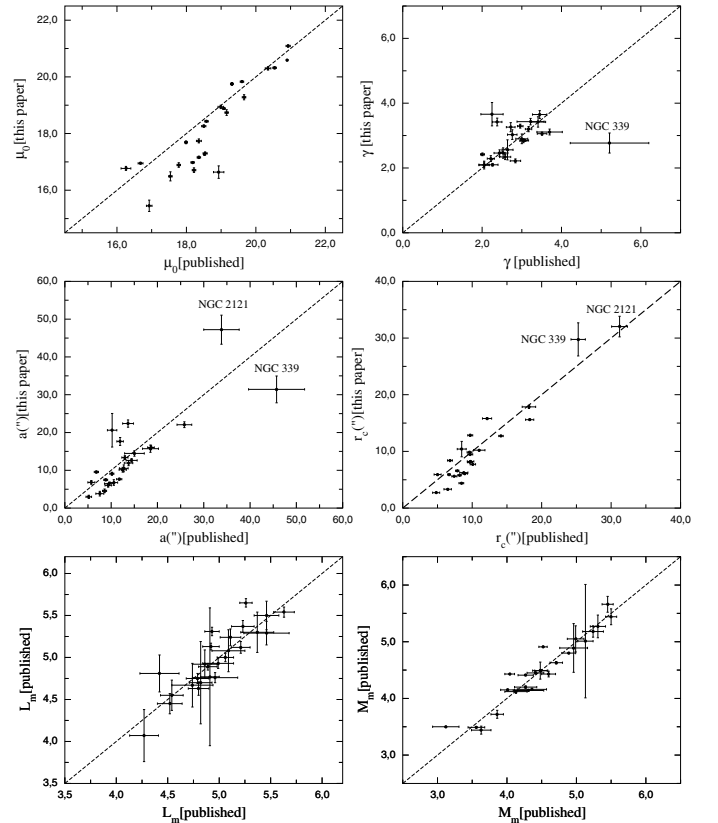 22,0
20,0
18,0
16,0
μ0[this paper]
16,0 18,0 20,0 22,0
μ0[published]
6,0
4,0
2,0
0,0
γ [this paper]
NGC 339
0,0 2,0 4,0 6,0
γ [published]
60,0
50,0
40,0
30,0
20,0
10,0
0,0
a(")[this paper]
NGC 2121
NGC 339
0,0 10,0 20,0 30,0 40,0 50,0 60,0
a(")[published]
40,0
30,0
20,0
10,0
0,0
rc(")[this paper]
NGC 2121
NGC 339
0,0 10,0 20,0 30,0 40,0
rc(")[published]
6,0
5,5
5,0
4,5
4,0
3,5
Lm[published]
3,5 4,0 4,5 5,0 5,5 6,0
Lm[published]
6,0
5,0
4,0
3,0
Mm[published]
3,0 4,0 5,0 6,0
Mm[published]